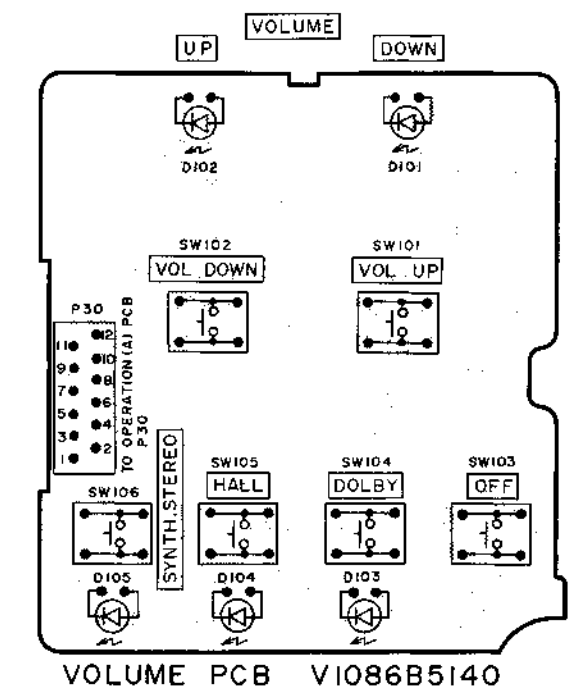 VOLUME
UP
DOWN
D102
D101
SW102
SW101
VOL DOWN
VOL UP
P30
12
11
10
9
8
7
6
5
4
3
2
1
TO OPERATION (A) PCB
P30
SYNTH.STEREO
SW106
SW105
HALL
SW104
DOLBY
SW103
OFF
D105
D104
D103
VOLUME PCB V1086B5140